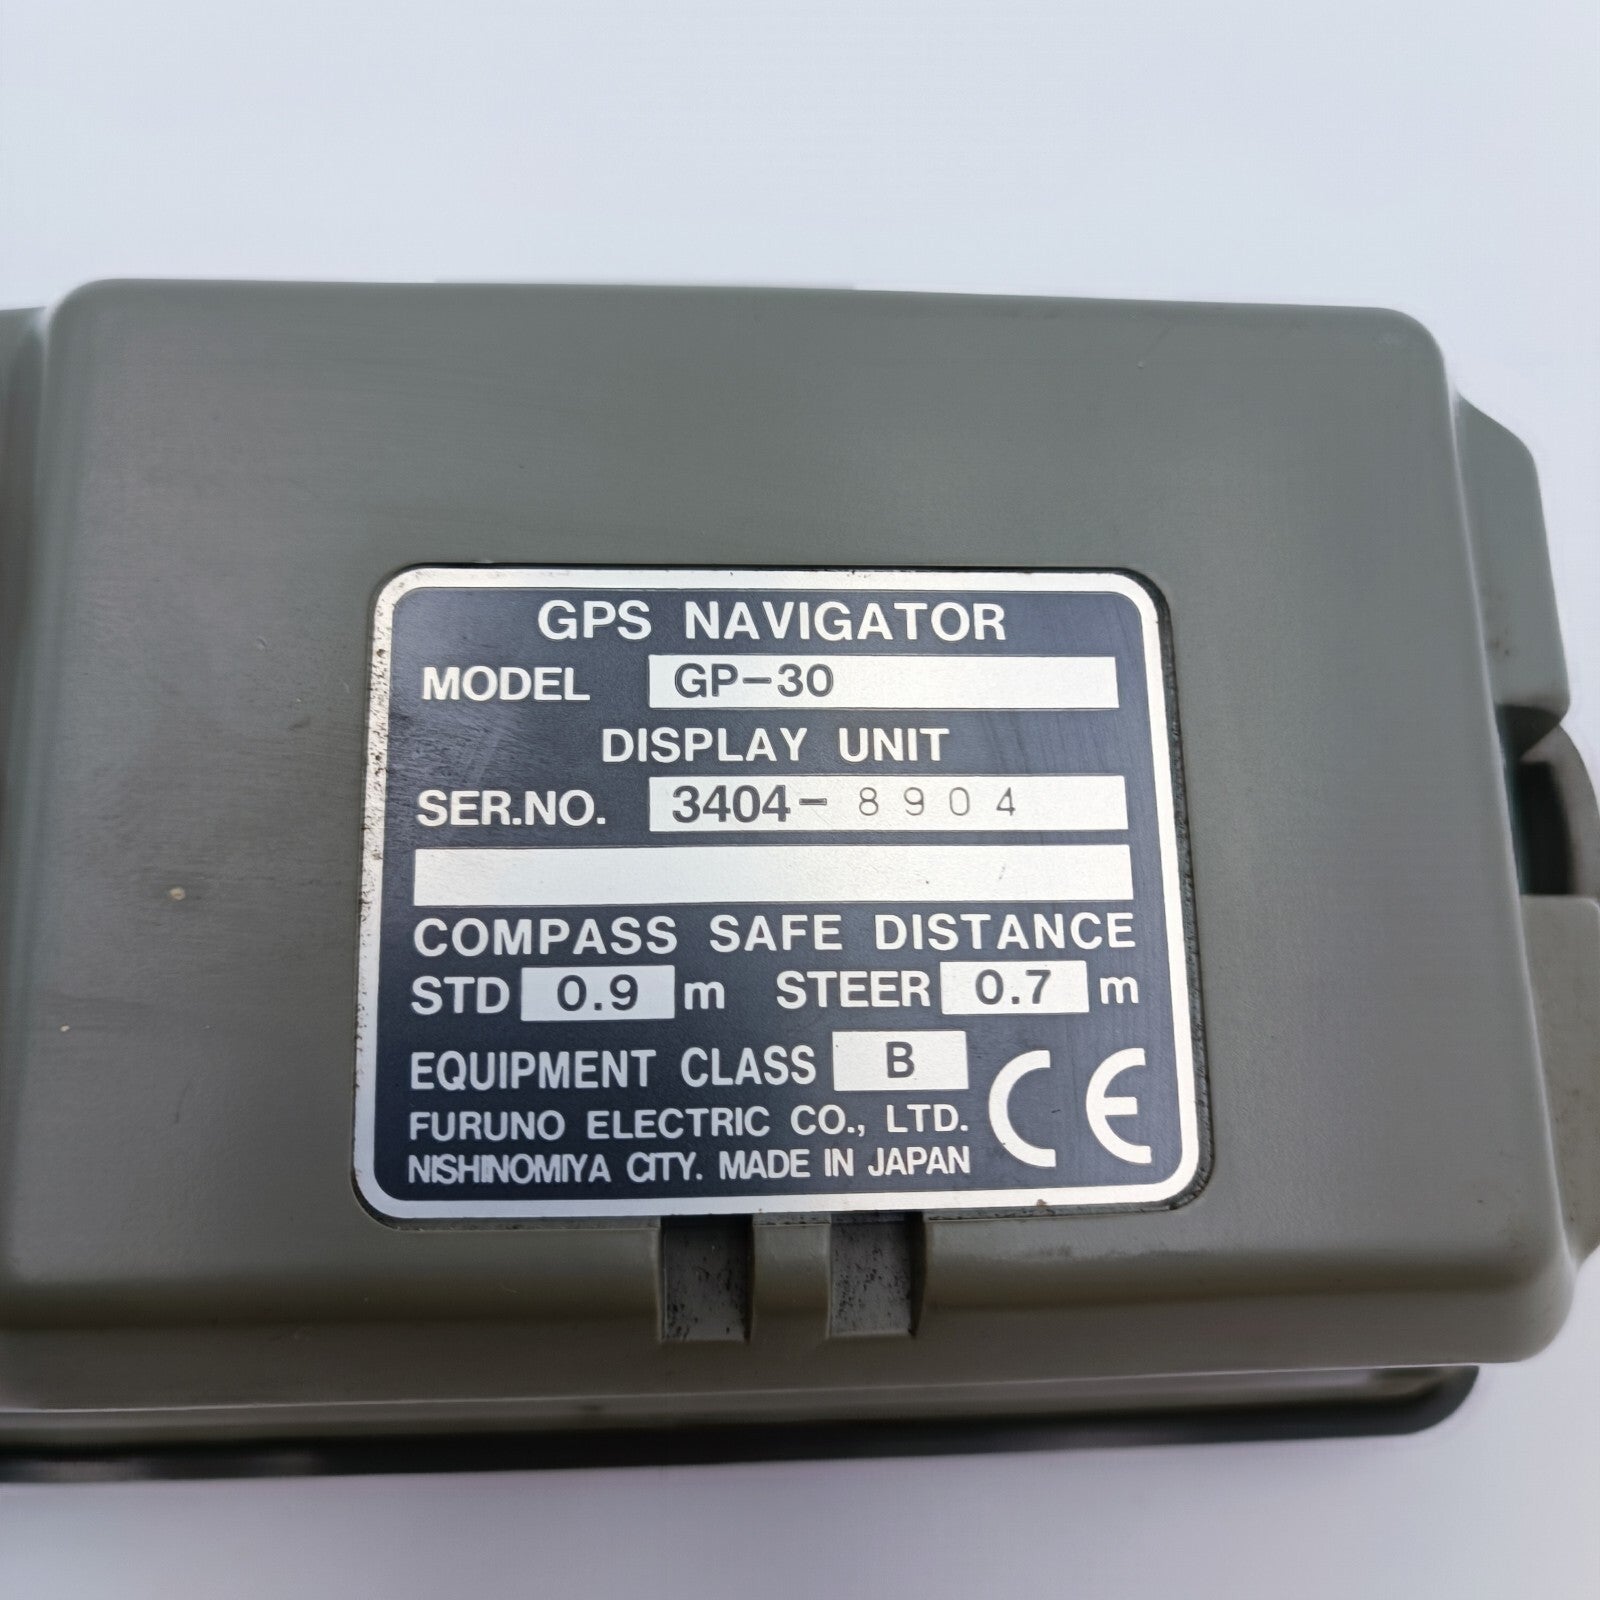 GPS NAVIGATOR
MODEL GP-30
DISPLAY UNIT
SER.NO. 3404- 8904
COMPASS SAFE DISTANCE
STD 0.9 m STEER 0.7 m
EQUIPMENT CLASS B
FURUNO ELECTRIC CO., LTD.
NISHINOMIYA CITY. MADE IN JAPAN
CE